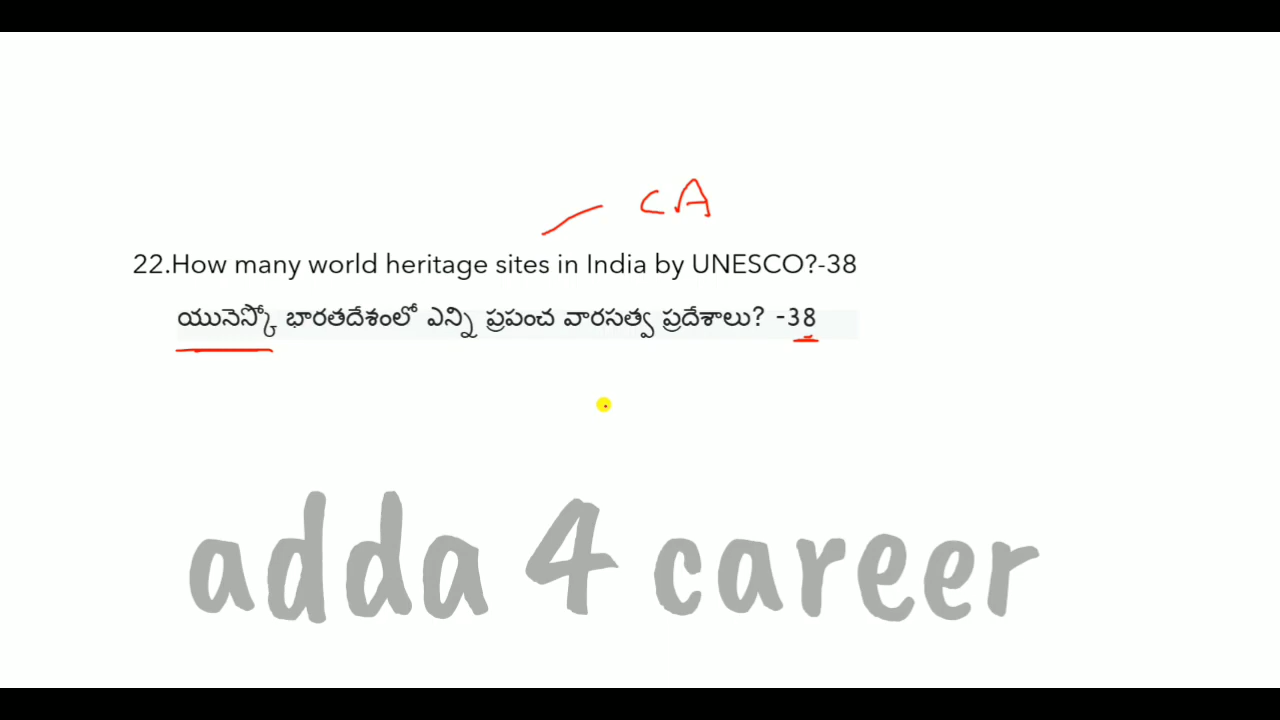 CA
22.How many world heritage sites in India by UNESCO?-38
యునెస్కో భారతదేశంలో ఎన్ని ప్రపంచ వారసత్వ ప్రదేశాలు? -38
adda 4 career